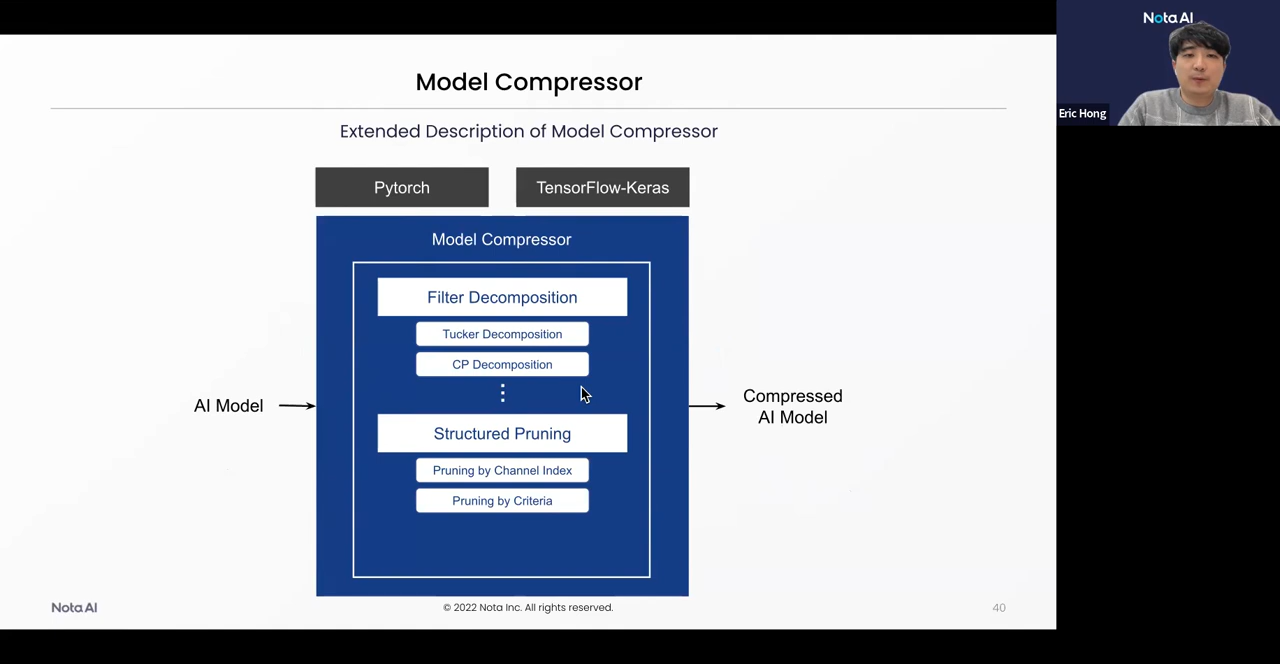 Model Compressor
Extended Description of Model Compressor
Pytorch
TensorFlow-Keras
Model Compressor
Filter Decomposition
Tucker Decomposition
CP Decomposition
AI Model
Compressed
AI Model
Structured Pruning
Pruning by Channel Index
Pruning by Criteria
Nota AI
© 2022 Nota Inc. All rights reserved.
40
Nota AI
Eric Hong